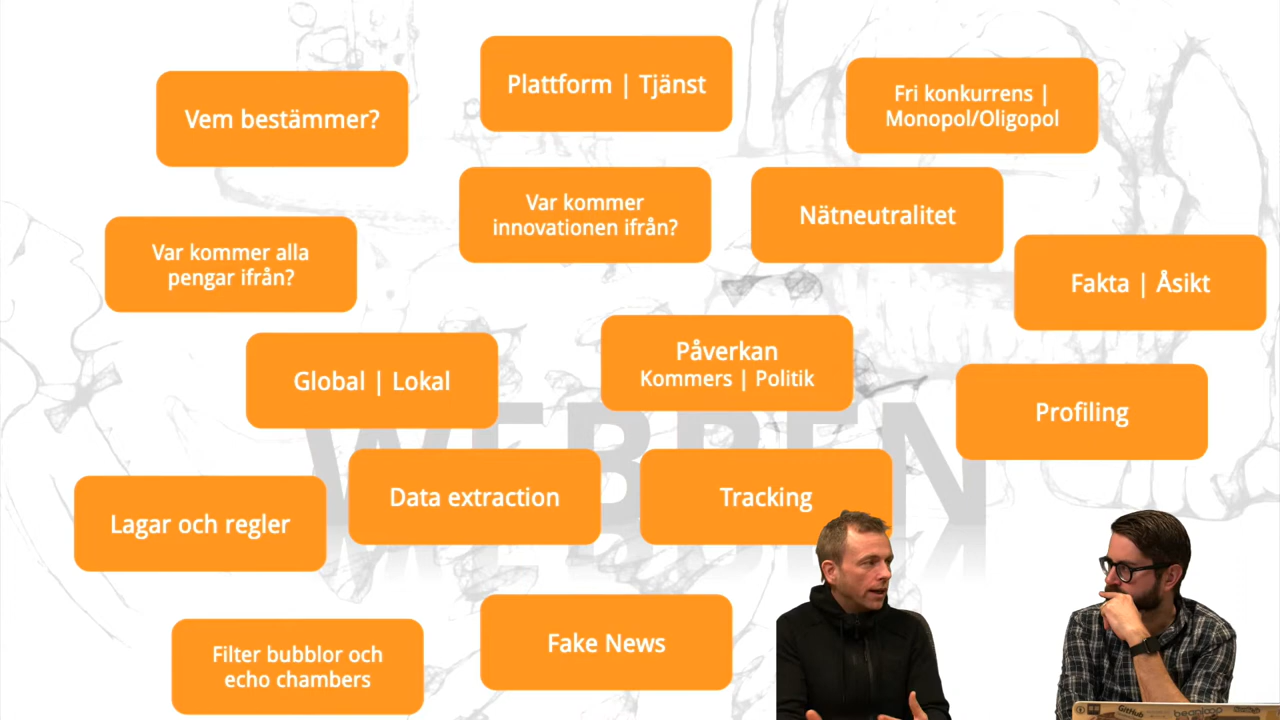 Plattform | Tjänst
Vem bestämmer?
Fri konkurrens |
Monopol/Oligopol
Var kommer
innovationen ifrån?
Nätneutralitet
Var kommer alla
pengar ifrån?
Fakta | Åsikt
Påverkan
Kommers | Politik
Global | Lokal
Profiling
WEBBEN
Data extraction
Tracking
Lagar och regler
Fake News
Filter bubblor och
echo chambers
GitHub